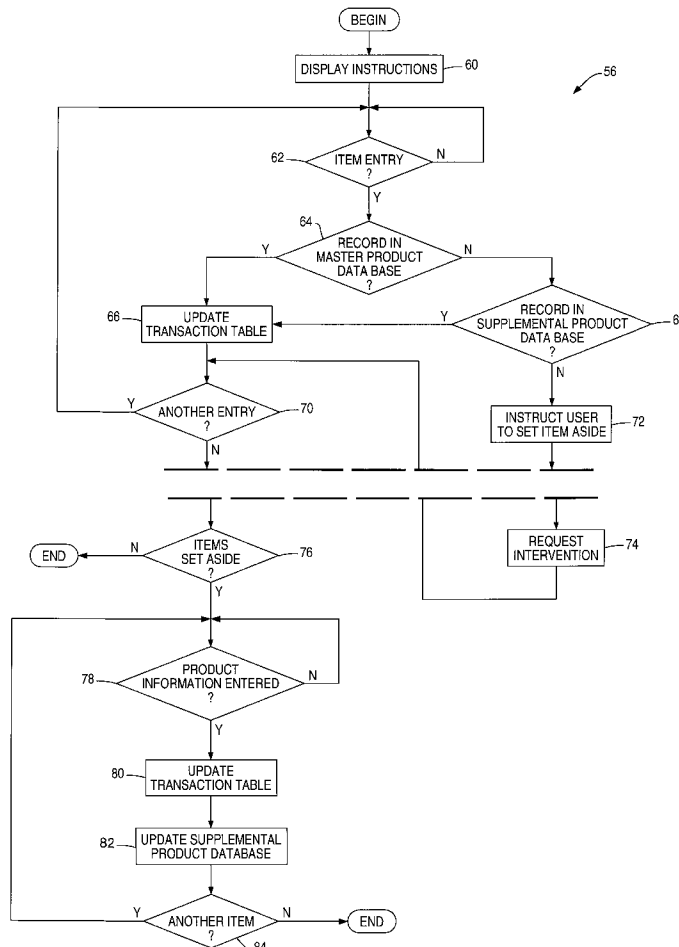 BEGIN
DISPLAY INSTRUCTIONS
60
56
62
ITEM ENTRY
?
N
Y
64
Y
RECORD IN
MASTER PRODUCT
DATA BASE
?
N
66
UPDATE
TRANSACTION TABLE
Y
RECORD IN
SUPPLEMENTAL PRODUCT
DATA BASE
?
N
Y
ANOTHER ENTRY
?
70
N
INSTRUCT USER
TO SET ITEM ASIDE
72
END
N
ITEMS
SET ASIDE
?
76
Y
REQUEST
INTERVENTION
74
78
PRODUCT
INFORMATION ENTERED
?
N
Y
80
UPDATE
TRANSACTION TABLE
82
UPDATE SUPPLEMENTAL
PRODUCT DATABASE
Y
ANOTHER ITEM
?
N
END
84